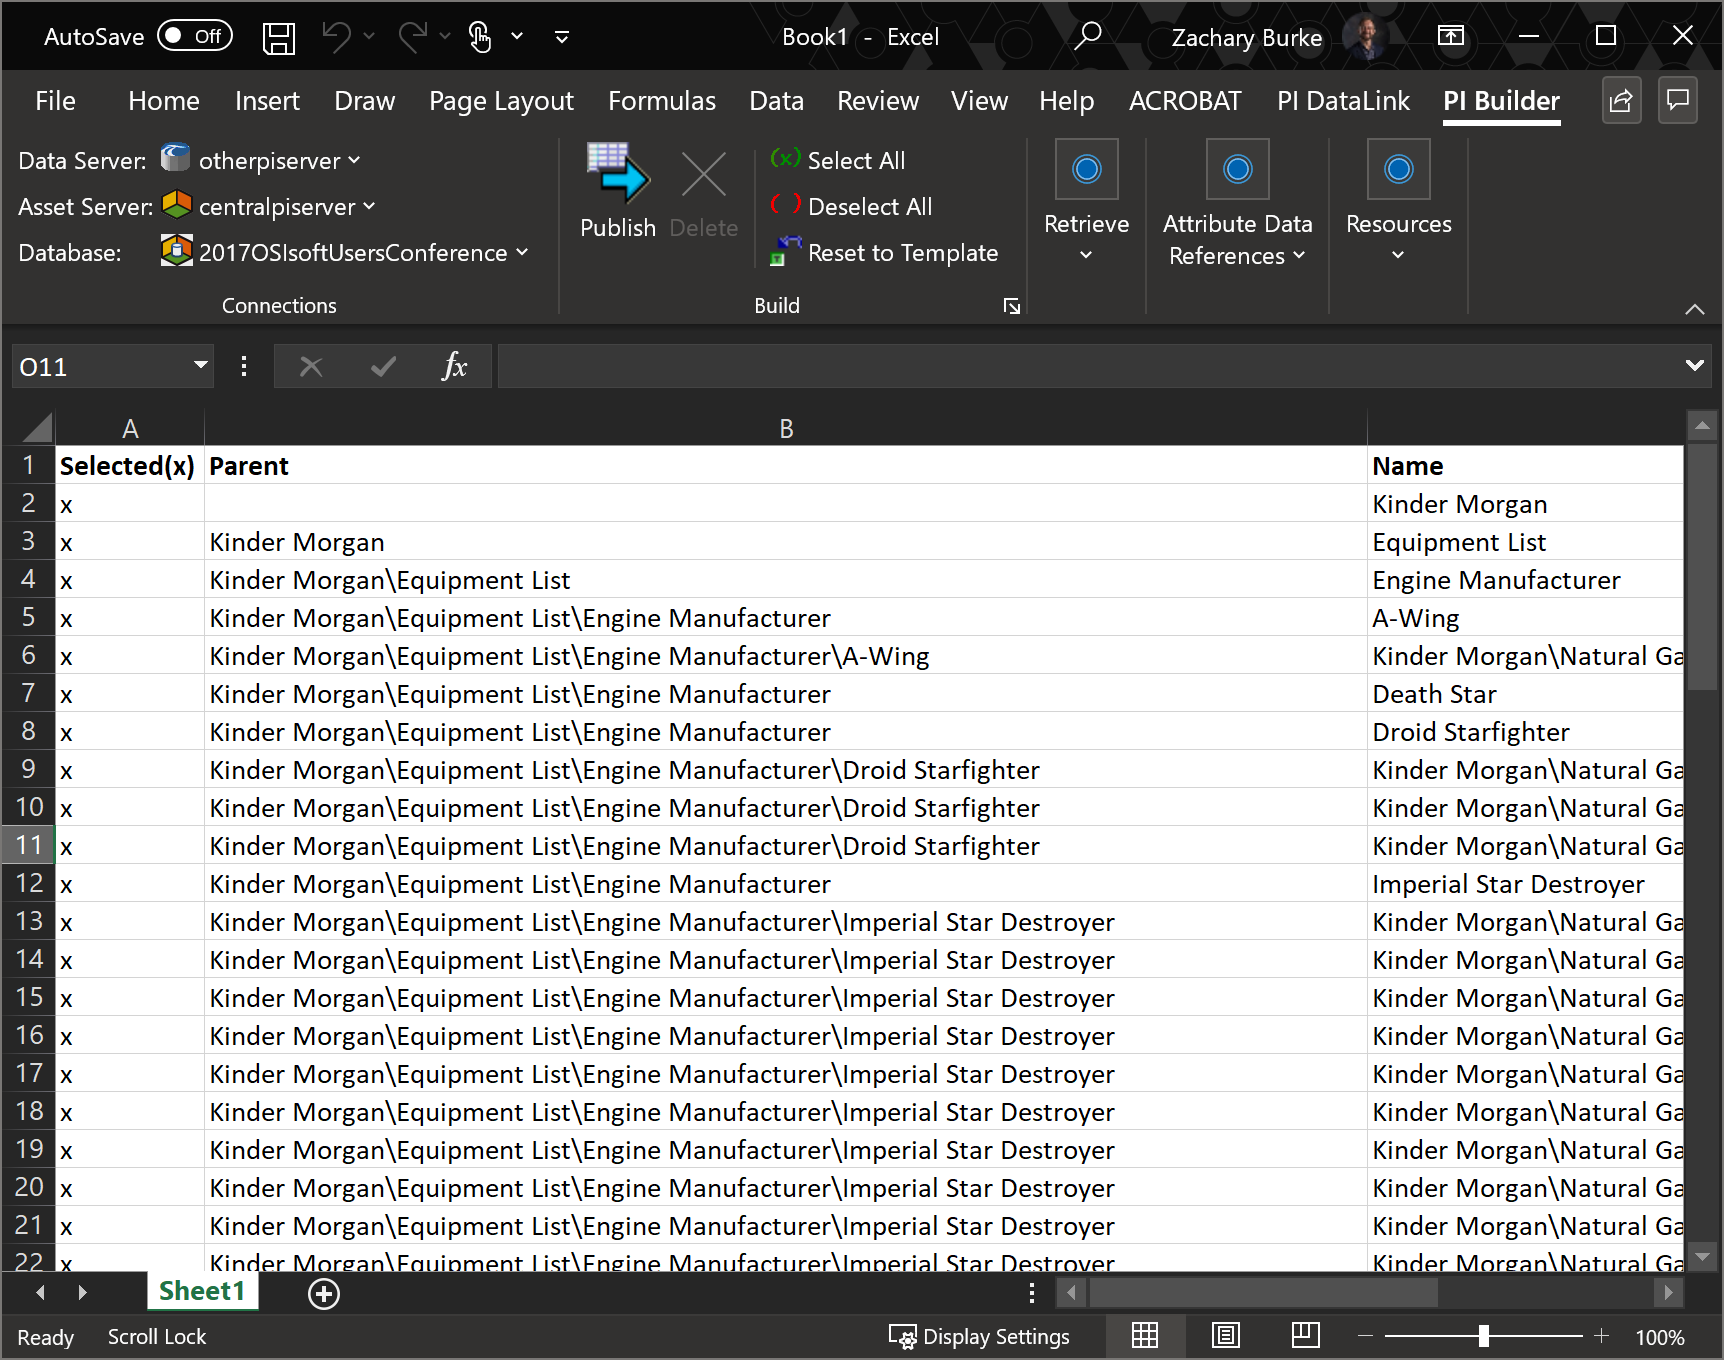 AutoSave Off Book1 - Excel Zachary Burke
File Home Insert Draw Page Layout Formulas Data Review View Help ACROBAT PI DataLink PI Builder
Data Server: otherpiserver
Asset Server: centralpiserver
Database: 2017OSIsoftUsersConference
Connections
Publish Delete
(x) Select All
( ) Deselect All
Reset to Template
Build
Retrieve
Attribute Data
References
Resources
O11 fx
A B
1 Selected(x) Parent Name
2 x Kinder Morgan
3 x Kinder Morgan Equipment List
4 x Kinder Morgan\Equipment List Engine Manufacturer
5 x Kinder Morgan\Equipment List\Engine Manufacturer A-Wing
6 x Kinder Morgan\Equipment List\Engine Manufacturer\A-Wing Kinder Morgan\Natural Ga
7 x Kinder Morgan\Equipment List\Engine Manufacturer Death Star
8 x Kinder Morgan\Equipment List\Engine Manufacturer Droid Starfighter
9 x Kinder Morgan\Equipment List\Engine Manufacturer\Droid Starfighter Kinder Morgan\Natural Ga
10 x Kinder Morgan\Equipment List\Engine Manufacturer\Droid Starfighter Kinder Morgan\Natural Ga
11 x Kinder Morgan\Equipment List\Engine Manufacturer\Droid Starfighter Kinder Morgan\Natural Ga
12 x Kinder Morgan\Equipment List\Engine Manufacturer Imperial Star Destroyer
13 x Kinder Morgan\Equipment List\Engine Manufacturer\Imperial Star Destroyer Kinder Morgan\Natural Ga
14 x Kinder Morgan\Equipment List\Engine Manufacturer\Imperial Star Destroyer Kinder Morgan\Natural Ga
15 x Kinder Morgan\Equipment List\Engine Manufacturer\Imperial Star Destroyer Kinder Morgan\Natural Ga
16 x Kinder Morgan\Equipment List\Engine Manufacturer\Imperial Star Destroyer Kinder Morgan\Natural Ga
17 x Kinder Morgan\Equipment List\Engine Manufacturer\Imperial Star Destroyer Kinder Morgan\Natural Ga
18 x Kinder Morgan\Equipment List\Engine Manufacturer\Imperial Star Destroyer Kinder Morgan\Natural Ga
19 x Kinder Morgan\Equipment List\Engine Manufacturer\Imperial Star Destroyer Kinder Morgan\Natural Ga
20 x Kinder Morgan\Equipment List\Engine Manufacturer\Imperial Star Destroyer Kinder Morgan\Natural Ga
21 x Kinder Morgan\Equipment List\Engine Manufacturer\Imperial Star Destroyer Kinder Morgan\Natural Ga
22 x Kinder Morgan\Equipment List\Engine Manufacturer\Imperial Star Destroyer Kinder Morgan\Natural Ga
Sheet1
Ready Scroll Lock Display Settings 100%